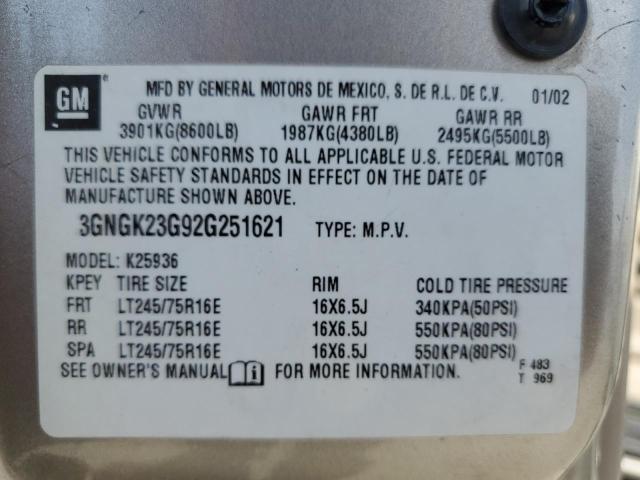 GM ®
MFD BY GENERAL MOTORS DE MEXICO, S. DE R.L. DE C.V. 01/02
GVWR GAWR FRT GAWR RR
3901KG(8600LB) 1987KG(4380LB) 2495KG(5500LB)
THIS VEHICLE CONFORMS TO ALL APPLICABLE U.S. FEDERAL MOTOR
VEHICLE SAFETY STANDARDS IN EFFECT ON THE DATE OF
MANUFACTURE SHOWN ABOVE.
3GNGK23G92G251621 TYPE: M.P.V.
MODEL: K25936
KPEY TIRE SIZE RIM COLD TIRE PRESSURE
FRT LT245/75R16E 16X6.5J 340KPA(50PSI)
RR LT245/75R16E 16X6.5J 550KPA(80PSI)
SPA LT245/75R16E 16X6.5J 550KPA(80PSI)
SEE OWNER'S MANUAL i FOR MORE INFORMATION. F 483
T 969